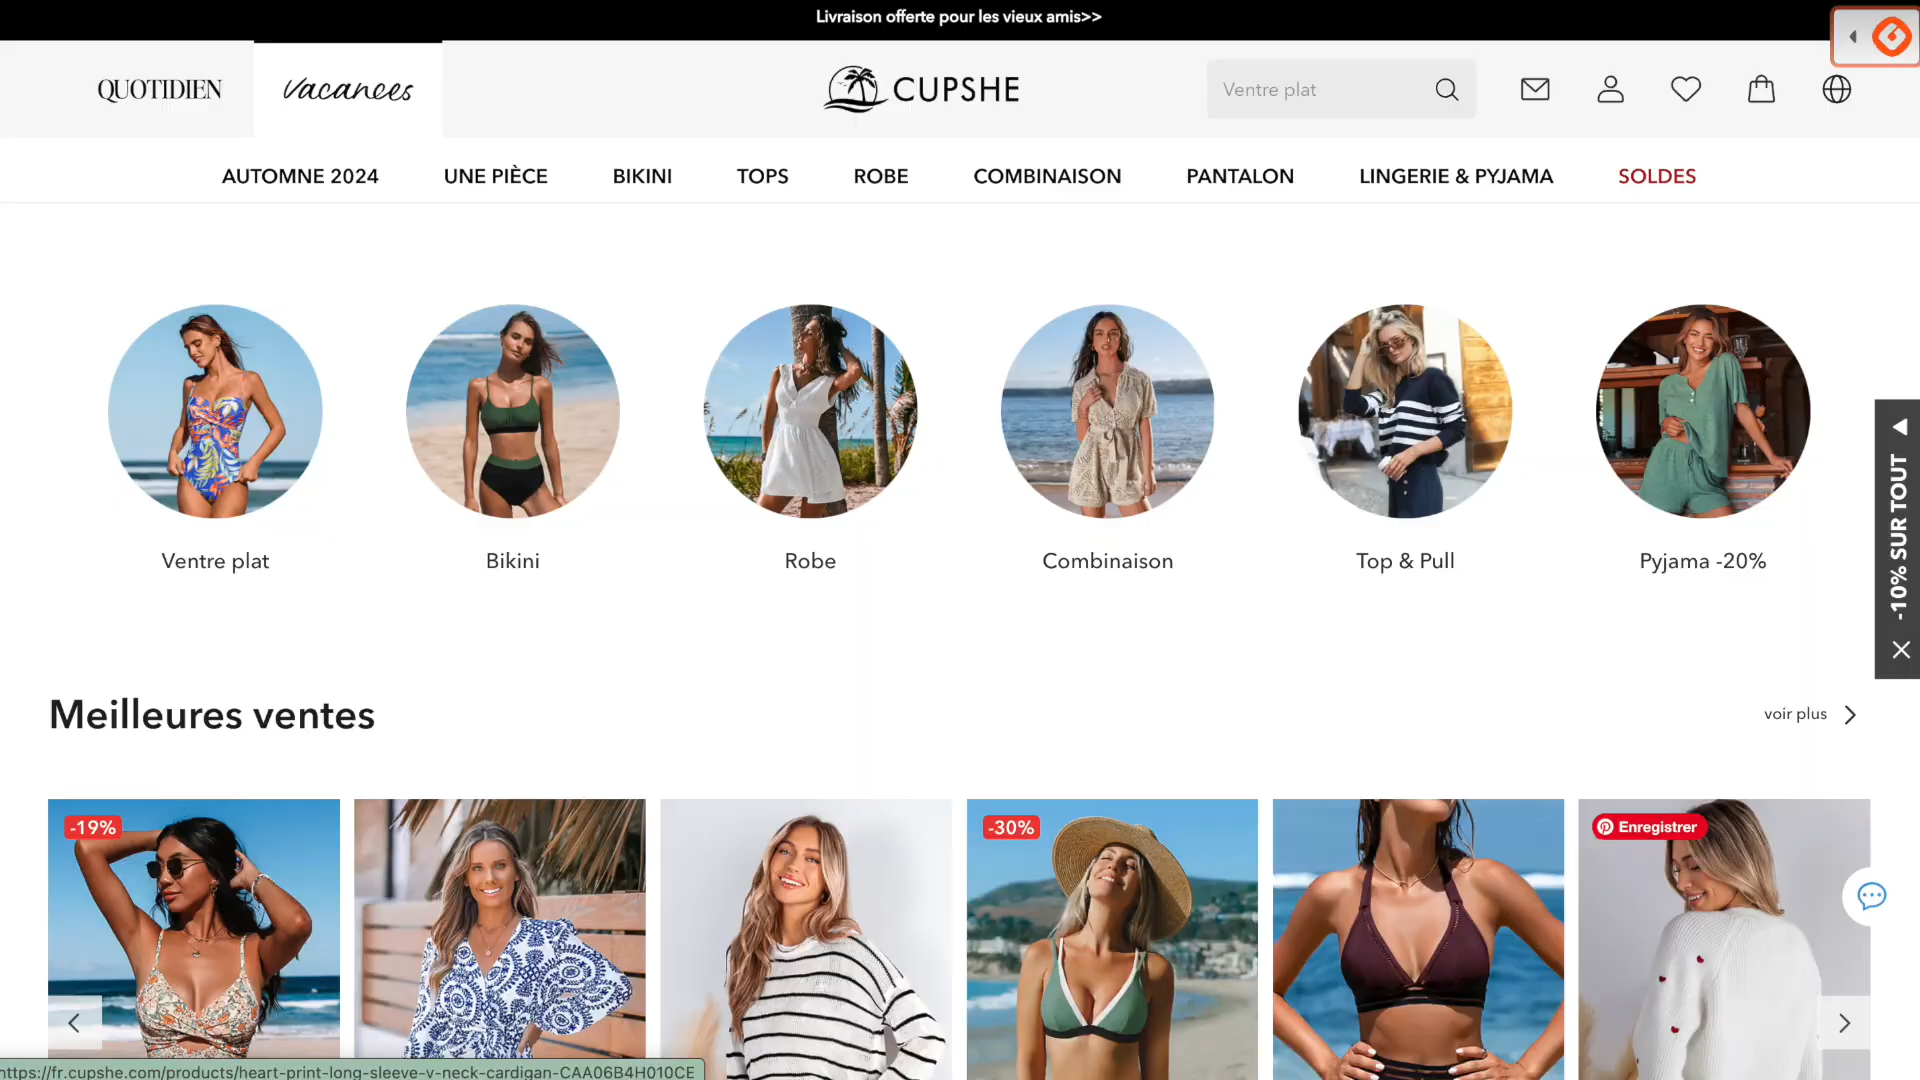 Livraison offerte pour les vieux amis>>
QUOTIDIEN
Vacances
CUPSHE
Ventre plat
AUTOMNE 2024
UNE PIÈCE
BIKINI
TOPS
ROBE
COMBINAISON
PANTALON
LINGERIE & PYJAMA
SOLDES
Ventre plat
Bikini
Robe
Combinaison
Top & Pull
Pyjama -20%
-10% SUR TOUT
Meilleures ventes
voir plus
-19%
-30%
Enregistrer
https://fr.cupshe.com/products/heart-print-long-sleeve-v-neck-cardigan-CAA06B4H010CE